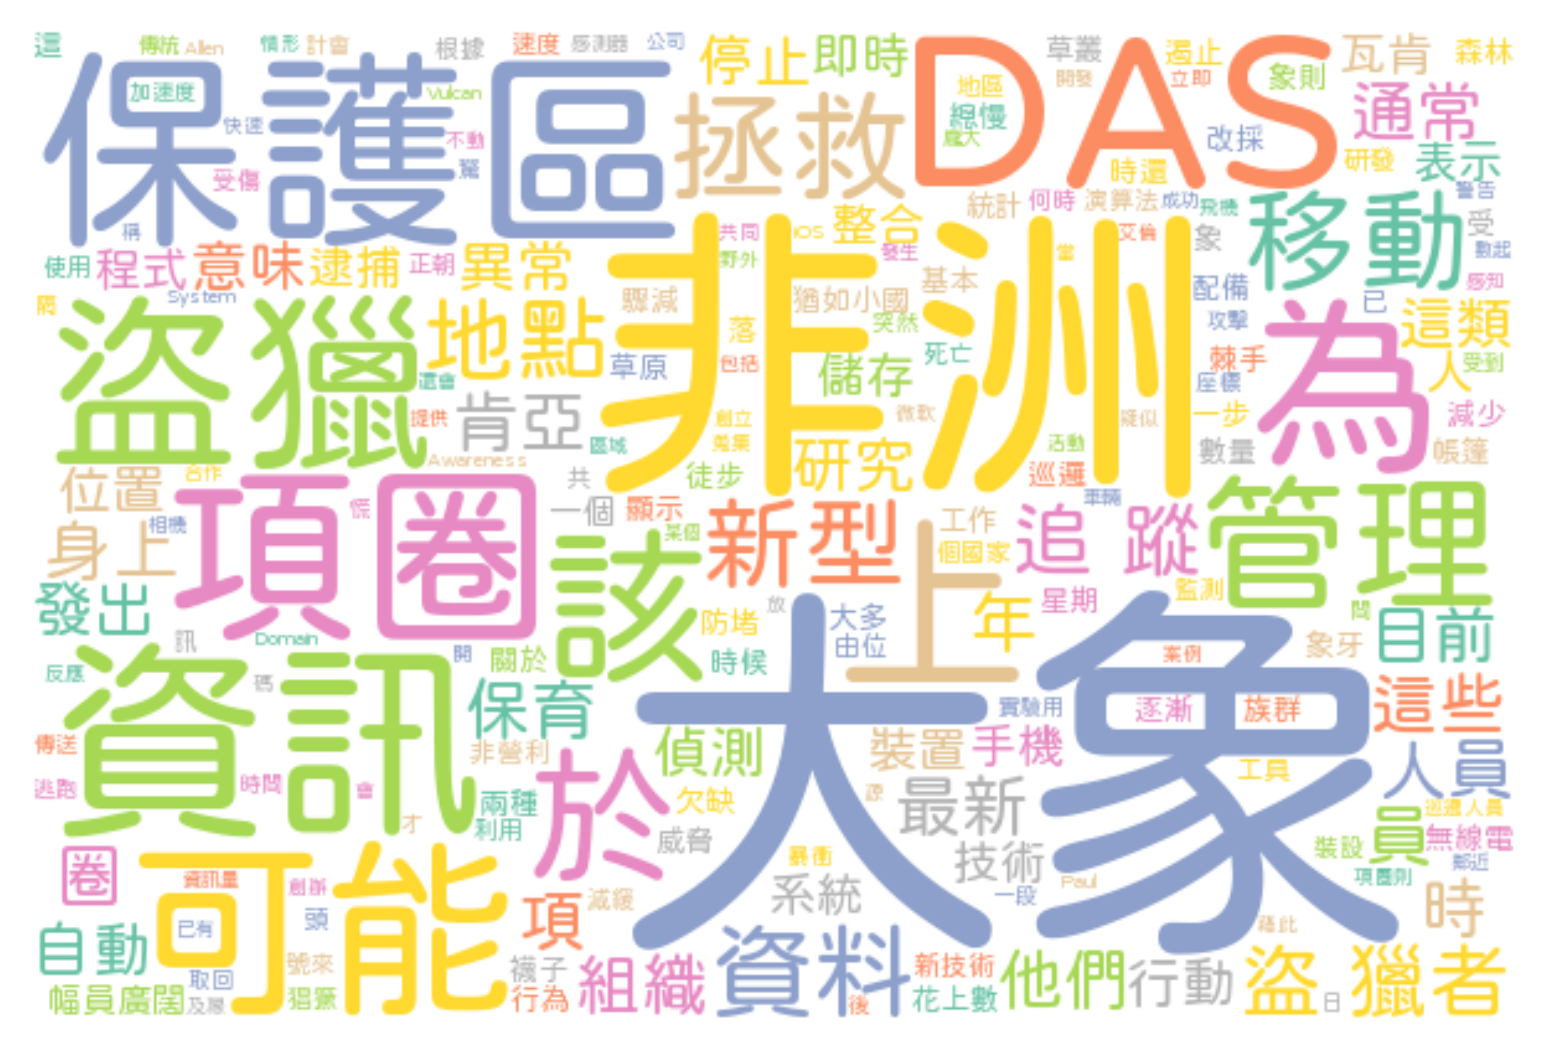 這
傳統
Allen
情形
計會
根據
速度
感測器
公司
停止
即時
DAS
草叢
遏止
瓦肯
森林
保護區
加速度
Vulcan
快速
不動
受傷
稱
拯救
開發
立即
地區
象則
總慢
龐大
改採
通常
研發
表示
時還
統計
何時
演算法
成功
飛機
警告
移動
受
數起
使用
程式
意味
逮捕
正朝
異常
共同
iOS
整合
發生
野外
非洲
艾倫
象
當
感知
System
盜獵
地點
驟減
猶如小國
基本
配備
已
這類
落
突然
攻擊
為
草原
包括
儲存
死亡
棘手
人
受到
還會
座標
提供
肯亞
創立
微軟
疑似
一步
減少
區域
蒐集
研究
活動
數量
帳篷
Awareness
合作
位置
共
徒步
巡邏
車輛
管理
項圈
慌
一個
顯示
新型
工作
追蹤
身上
相機
某個
個國家
該
上
監測
發出
放
年
星期
問
防堵
大多
由位
目前
訊
Domain
開
關於
時候
案例
象牙
反應
碼
資訊
保育
大象
實驗用
逐漸
族群
這些
傳送
非營利
偵測
裝置
手機
人員
工具
逃跑
時間
會
於
兩種
欠缺
源
最新
巡邏人員
利用
才
威脅
員
無線電
圈
可能
暴衝
技術
裝設
鄰近
資訊量
創辦
系統
Paul
一段
項圈則
頭
項
減緩
時
已有
藉此
自動
取回
號來
襪子
組織
資料
新技術
他們
行動
盜獵者
幅員廣闊
猖獗
行為
後
花上數
日